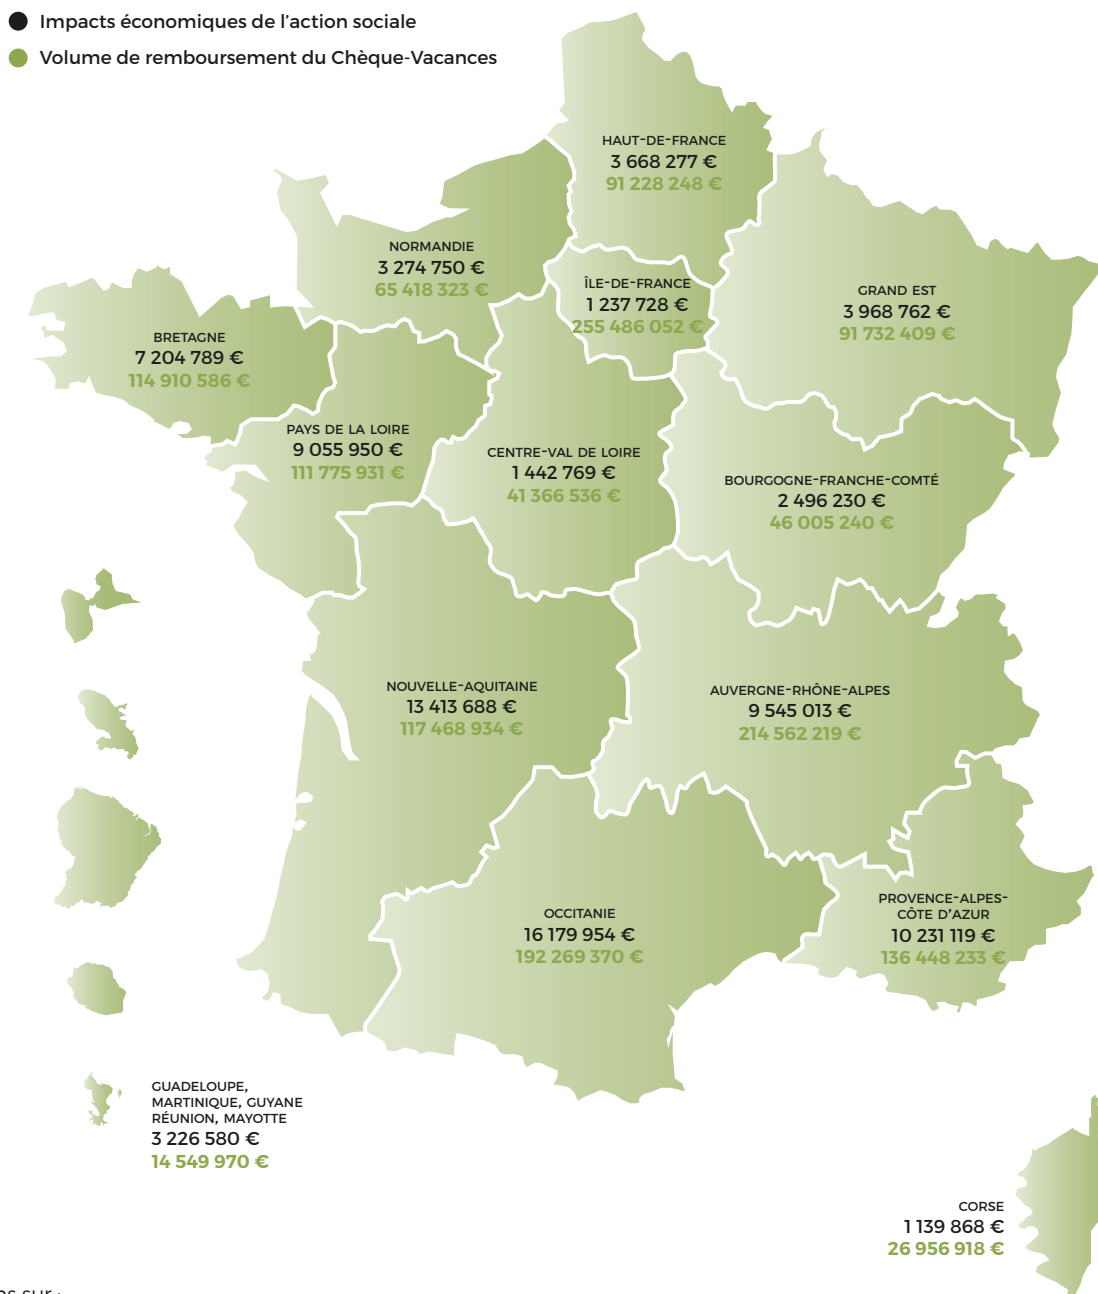 Impacts économiques de l'action sociale
Volume de remboursement du Chèque-Vacances
HAUT-DE-FRANCE
3 668 277 €
91 228 248 €
NORMANDIE
3 274 750 €
65 418 323 €
ÎLE-DE-FRANCE
1 237 728 €
255 486 052 €
GRAND EST
3 968 762 €
91 732 409 €
BRETAGNE
7 204 789 €
114 910 586 €
PAYS DE LA LOIRE
9 055 950 €
111 775 931 €
CENTRE-VAL DE LOIRE
1 442 769 €
41 366 536 €
BOURGOGNE-FRANCHE-COMTÉ
2 496 230 €
46 005 240 €
NOUVELLE-AQUITAINE
13 413 688 €
117 468 934 €
AUVERGNE-RHÔNE-ALPES
9 545 013 €
214 562 219 €
OCCITANIE
16 179 954 €
192 269 370 €
PROVENCE-ALPES-
CÔTE D'AZUR
10 231 119 €
136 448 233 €
GUADELOUPE,
MARTINIQUE, GUYANE
RÉUNION, MAYOTTE
3 226 580 €
14 549 970 €
CORSE
1 139 868 €
26 956 918 €